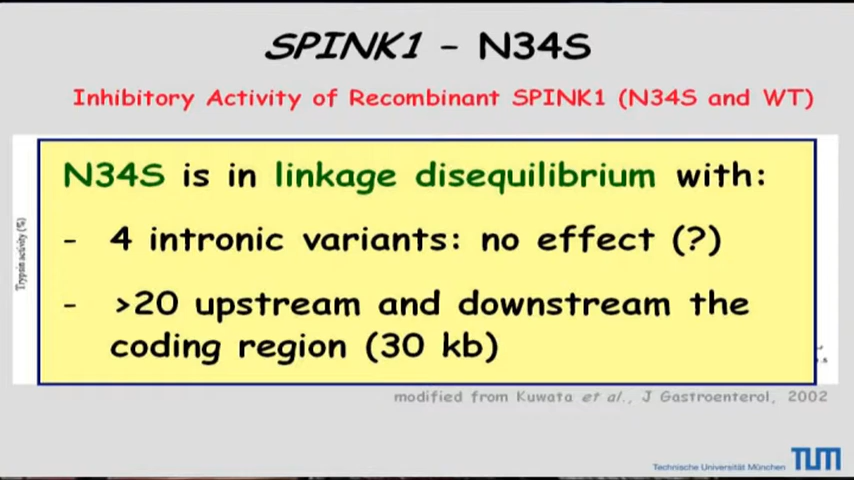 SPINK1 – N34S
Inhibitory Activity of Recombinant SPINK1 (N34S and WT)
N34S is in linkage disequilibrium with:
- 4 intronic variants: no effect (?)
- >20 upstream and downstream the
coding region (30 kb)
Trypsin activity (%)
modified from Kuwata et al., J Gastroenterol, 2002
Technische Universität München TUM